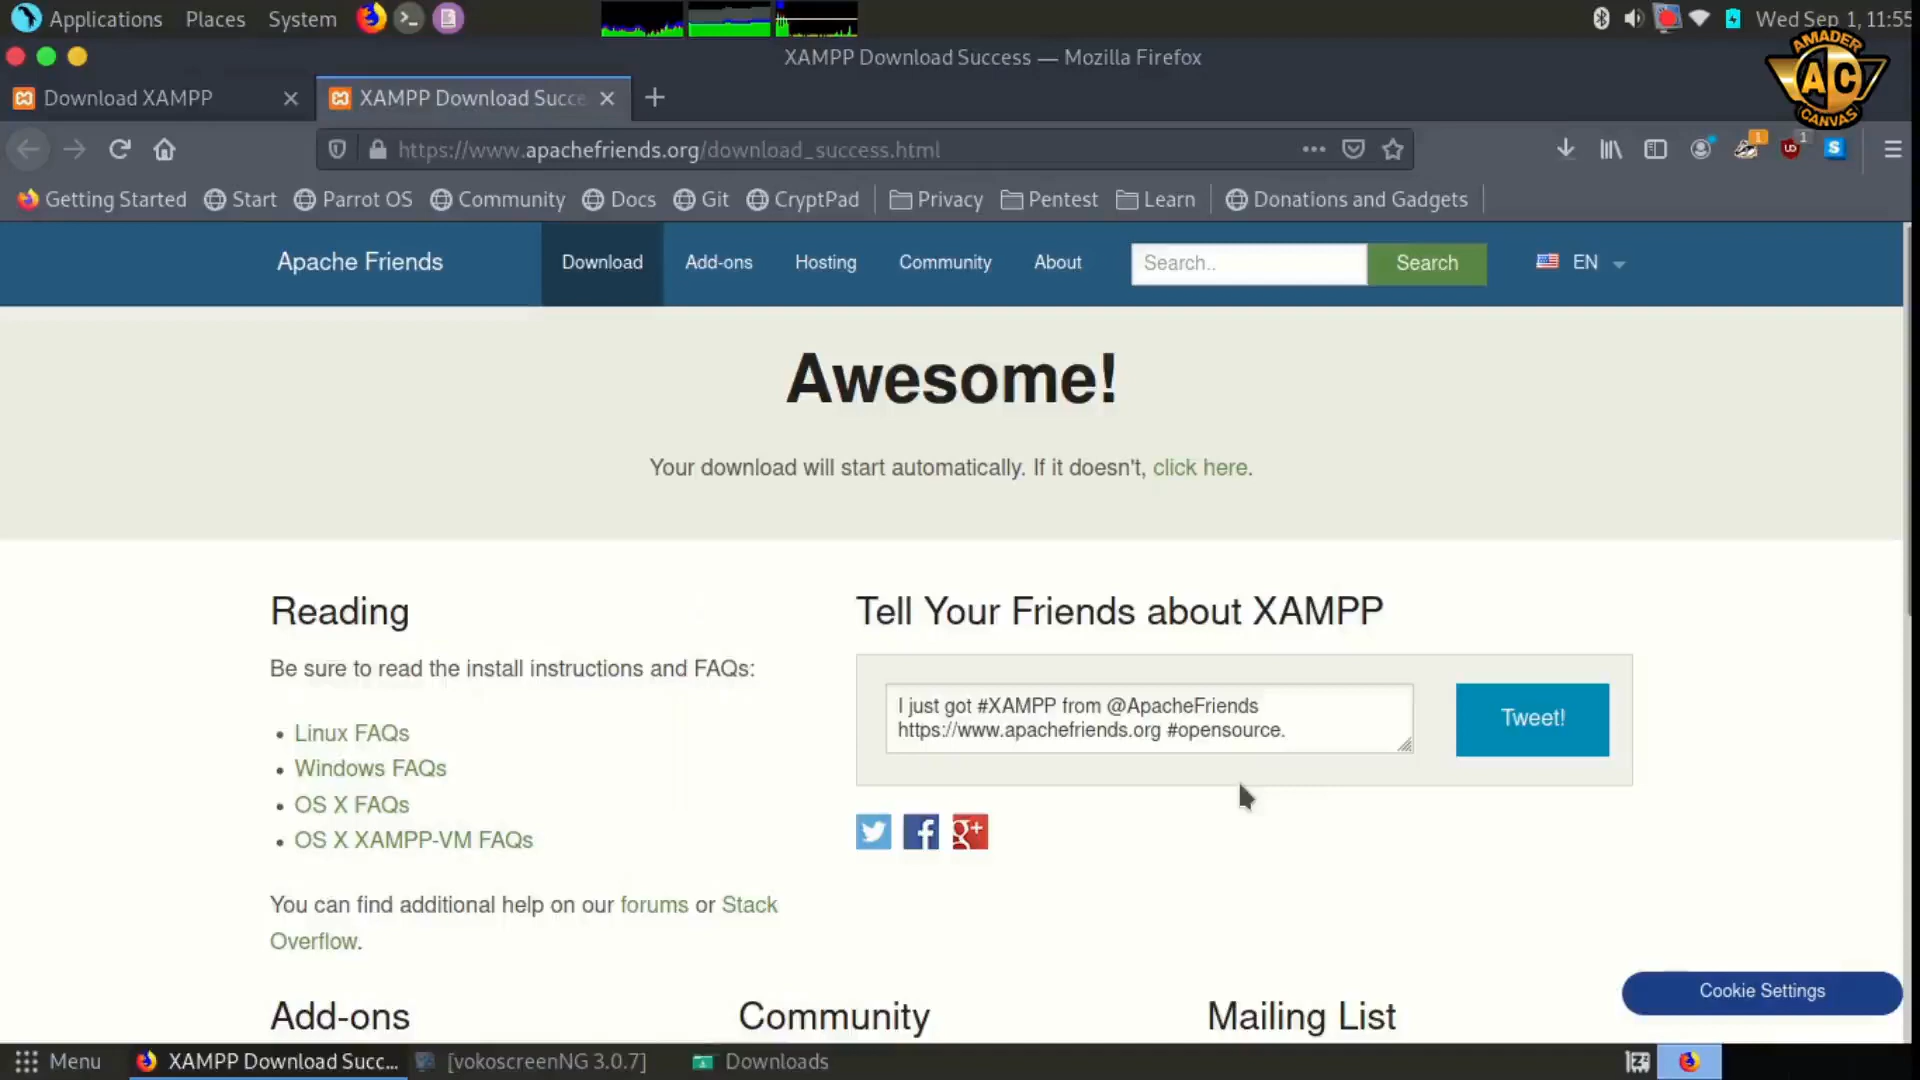 Applications Places System
Wed Sep 1, 11:55
XAMPP Download Success — Mozilla Firefox
AMADER
AC
CANVAS
Download XAMPP
XAMPP Download Succe
https://www.apachefriends.org/download_success.html
1
1
S
Getting Started Start Parrot OS Community Docs Git CryptPad Privacy Pentest Learn Donations and Gadgets
Apache Friends
Download Add-ons Hosting Community About
Search..
Search
EN
Awesome!
Your download will start automatically. If it doesn't, click here.
Reading
Be sure to read the install instructions and FAQs:
Linux FAQs
Windows FAQs
OS X FAQs
OS X XAMPP-VM FAQs
You can find additional help on our forums or Stack
Overflow.
Tell Your Friends about XAMPP
I just got #XAMPP from @ApacheFriends
https://www.apachefriends.org #opensource.
Tweet!
g+
Add-ons
Community
Mailing List
Cookie Settings
Menu XAMPP Download Succ... [vokoscreenNG 3.0.7] Downloads